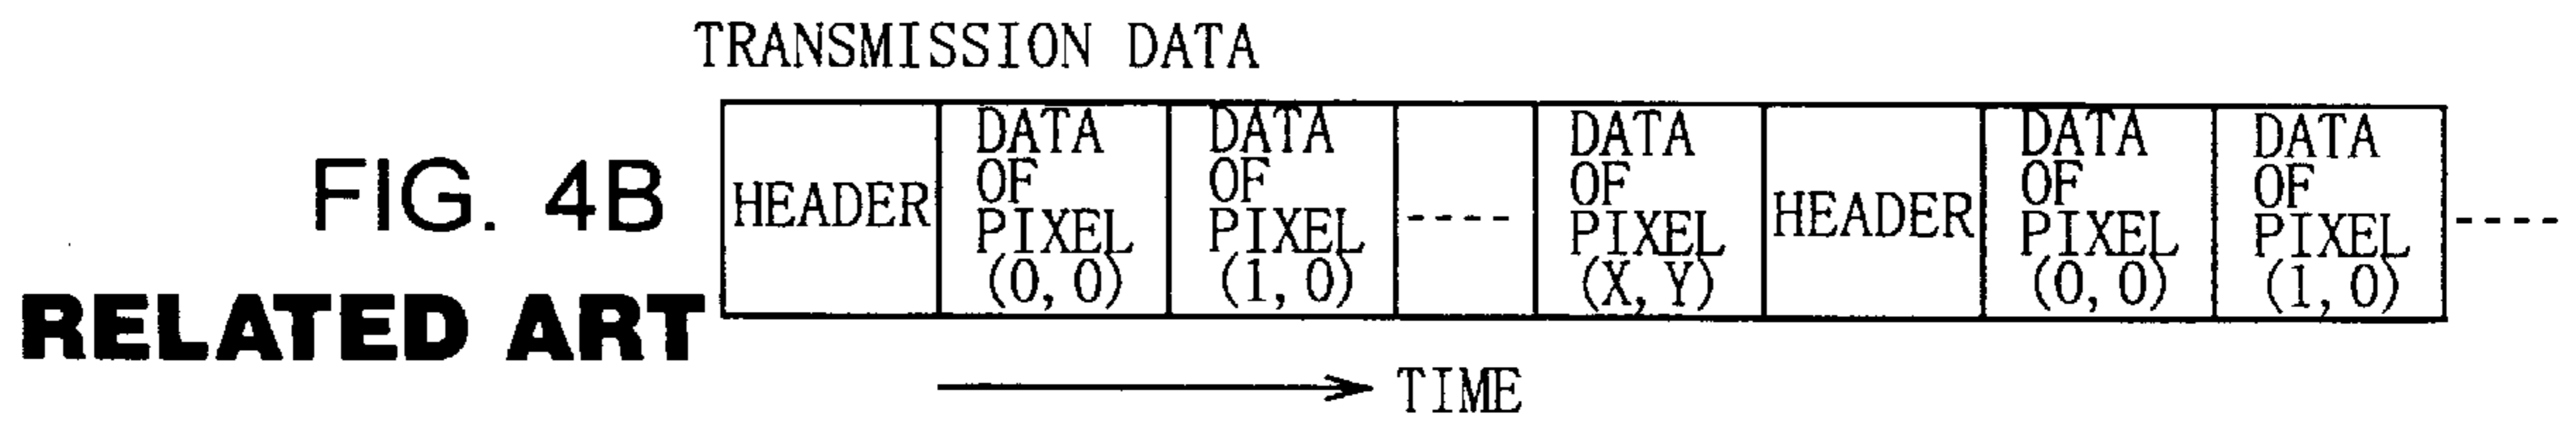 TRANSMISSION DATA
FIG. 4B
RELATED ART
HEADER
DATA
OF
PIXEL
(0, 0)
DATA
OF
PIXEL
(1, 0)
----
DATA
OF
PIXEL
(X, Y)
HEADER
DATA
OF
PIXEL
(0, 0)
DATA
OF
PIXEL
(1, 0)
----
TIME